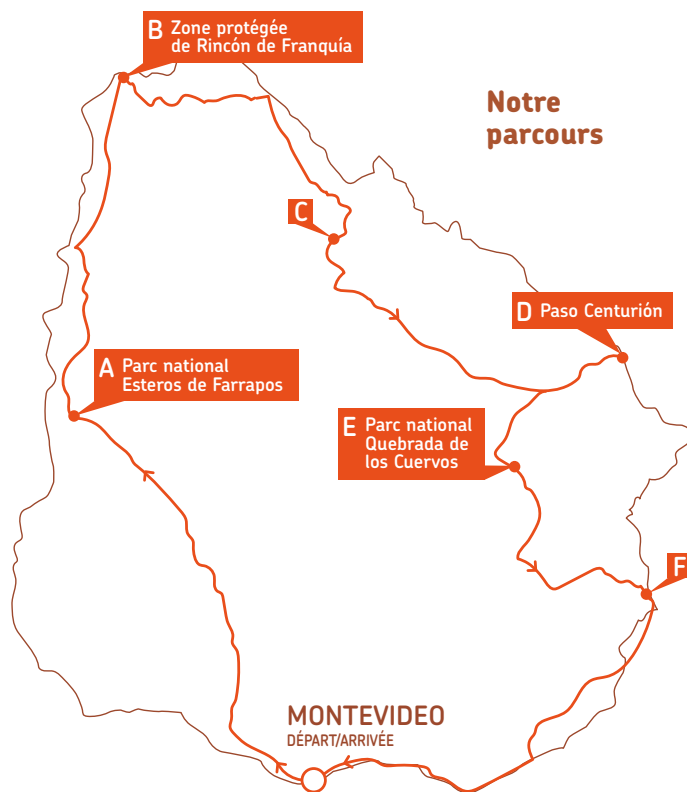 B Zone protégée
de Rincón de Franquía
Notre
parcours
C
D Paso Centurión
A Parc national
Esteros de Farrapos
E Parc national
Quebrada de
los Cuervos
F
MONTEVIDEO
DÉPART/ARRIVÉE